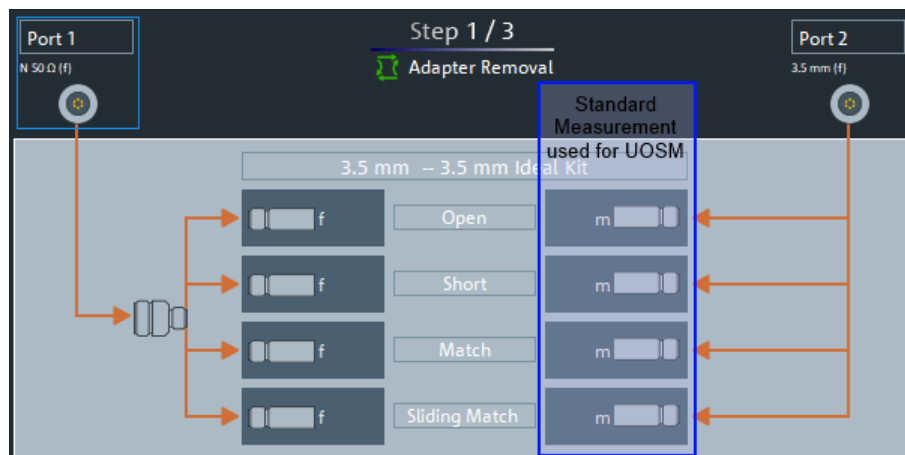 Port 1
N 50 Ω (f)
Step 1 / 3
Adapter Removal
Port 2
3.5 mm (f)
Standard
Measurement
used for UOSM
3.5 mm -- 3.5 mm Ideal Kit
f Open m
f Short m
f Match m
f Sliding Match m